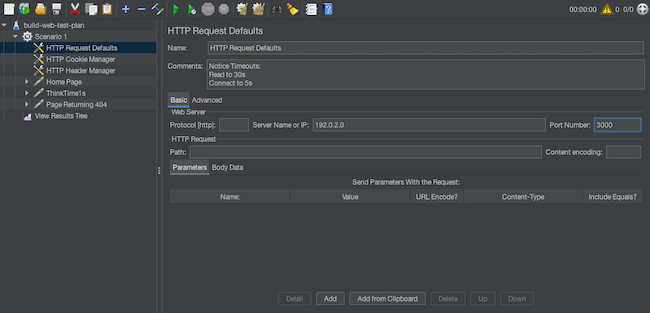 00:00:00 0 0/0
build-web-test-plan
Scenario 1
HTTP Request Defaults
HTTP Cookie Manager
HTTP Header Manager
Home Page
ThinkTime1s
Page Returning 404
View Results Tree
HTTP Request Defaults
Name: HTTP Request Defaults
Comments: Notice Timeouts:
Read to 30s
Connect to 5s
Basic Advanced
Web Server
Protocol [http]: Server Name or IP: 192.0.2.0 Port Number: 3000
HTTP Request
Path: Content encoding:
Parameters Body Data
Send Parameters With the Request:
Name: Value URL Encode? Content-Type Include Equals?
Detail Add Add from Clipboard Delete Up Down